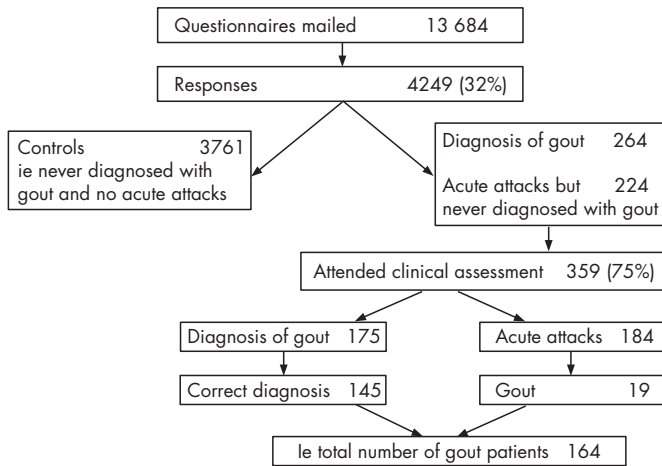 Questionnaires mailed 13 684
Responses 4249 (32%)
Controls 3761
ie never diagnosed with
gout and no acute attacks
Diagnosis of gout 264
Acute attacks but 224
never diagnosed with gout
Attended clinical assessment 359 (75%)
Diagnosis of gout 175
Acute attacks 184
Correct diagnosis 145
Gout 19
Ie total number of gout patients 164